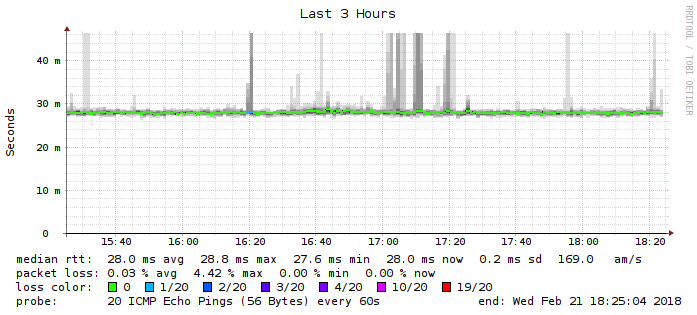 Last 3 Hours
RRDTOOL / TOBI OETIKER
Seconds
40 m
30 m
20 m
10 m
0
15:40 16:00 16:20 16:40 17:00 17:20 17:40 18:00 18:20
median rtt: 28.0 ms avg 28.8 ms max 27.6 ms min 28.0 ms now 0.2 ms sd 169.0 am/s
packet loss: 0.03 % avg 4.42 % max 0.00 % min 0.00 % now
loss color: 0 1/20 2/20 3/20 4/20 10/20 19/20
probe: 20 ICMP Echo Pings (56 Bytes) every 60s end: Wed Feb 21 18:25:04 2018